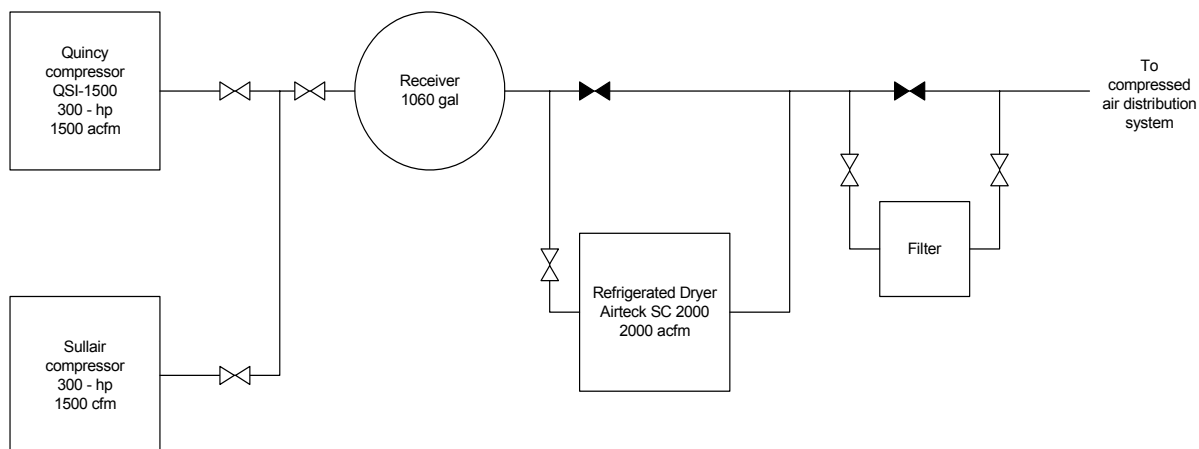 Quincy
compressor
QSI-1500
300 - hp
1500 acfm
Receiver
1060 gal
To
compressed
air distribution
system
Filter
Refrigerated Dryer
Airteck SC 2000
2000 acfm
Sullair
compressor
300 - hp
1500 cfm